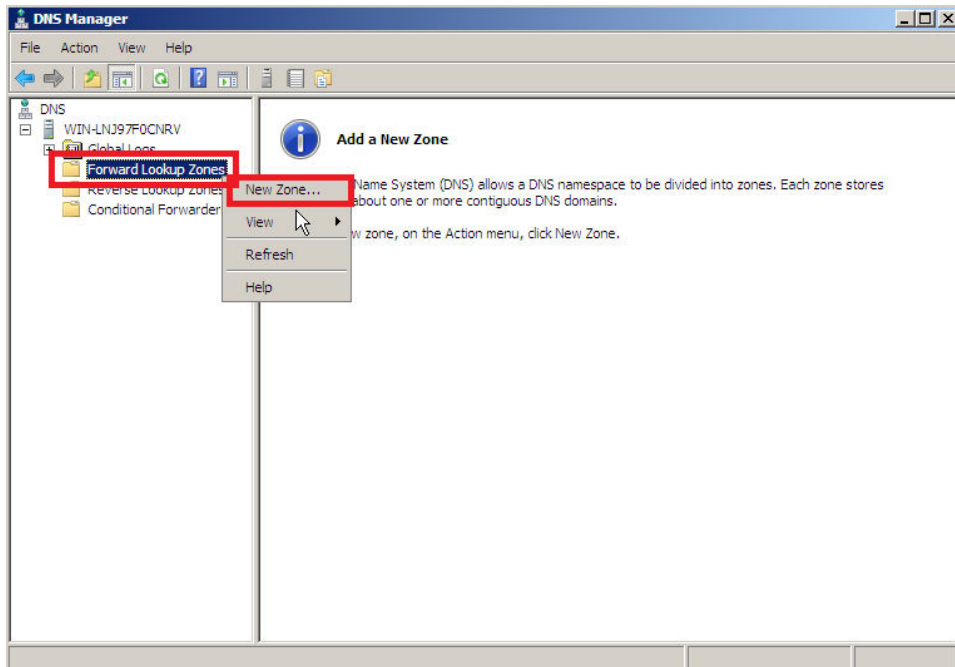 DNS Manager
File Action View Help
DNS
WIN-LNJ97F0CNRV
Global Logs
Forward Lookup Zones
Reverse Lookup Zones
Conditional Forwarder
New Zone...
View
Refresh
Help
Add a New Zone
Name System (DNS) allows a DNS namespace to be divided into zones. Each zone stores
about one or more contiguous DNS domains.
w zone, on the Action menu, click New Zone.